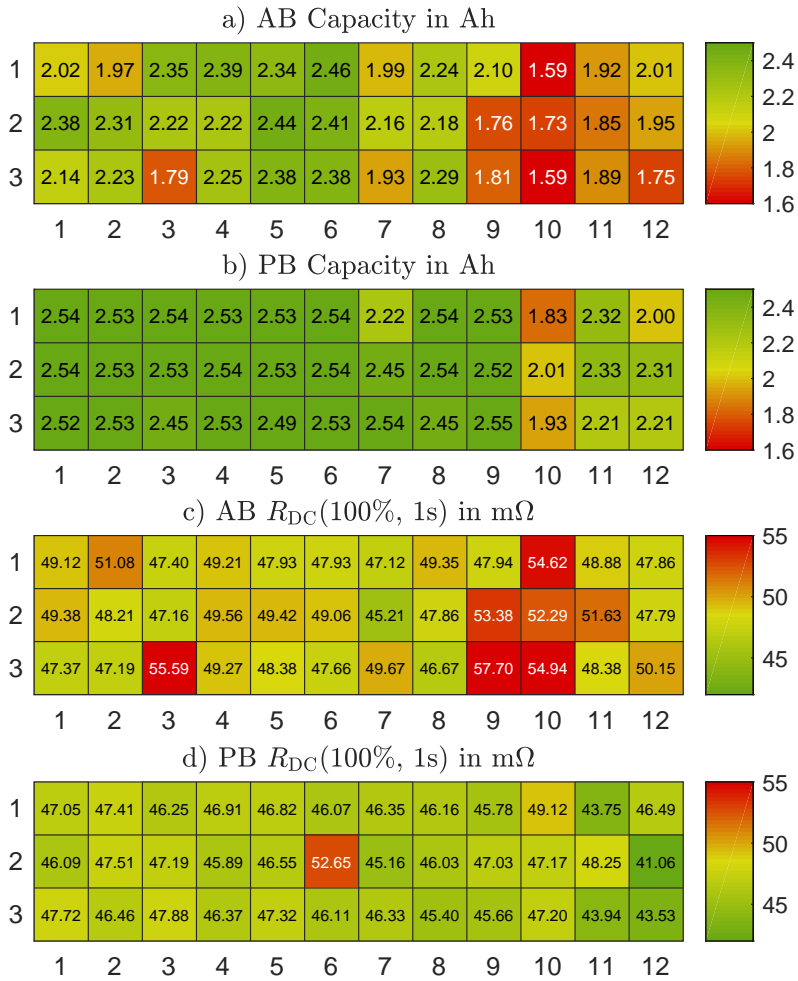 a) AB Capacity in Ah
1 2.02 1.97 2.35 2.39 2.34 2.46 1.99 2.24 2.10 1.59 1.92 2.01
2 2.38 2.31 2.22 2.22 2.44 2.41 2.16 2.18 1.76 1.73 1.85 1.95
3 2.14 2.23 1.79 2.25 2.38 2.38 1.93 2.29 1.81 1.59 1.89 1.75
1 2 3 4 5 6 7 8 9 10 11 12
2.4
2.2
2
1.8
1.6
b) PB Capacity in Ah
1 2.54 2.53 2.54 2.53 2.53 2.54 2.22 2.54 2.53 1.83 2.32 2.00
2 2.54 2.53 2.53 2.54 2.53 2.54 2.45 2.54 2.52 2.01 2.33 2.31
3 2.52 2.53 2.45 2.53 2.49 2.53 2.54 2.45 2.55 1.93 2.21 2.21
1 2 3 4 5 6 7 8 9 10 11 12
2.4
2.2
2
1.8
1.6
c) AB R_DC(100%, 1s) in mΩ
1 49.12 51.08 47.40 49.21 47.93 47.93 47.12 49.35 47.94 54.62 48.88 47.86
2 49.38 48.21 47.16 49.56 49.42 49.06 45.21 47.86 53.38 52.29 51.63 47.79
3 47.37 47.19 55.59 49.27 48.38 47.66 49.67 46.67 57.70 54.94 48.38 50.15
1 2 3 4 5 6 7 8 9 10 11 12
55
50
45
d) PB R_DC(100%, 1s) in mΩ
1 47.05 47.41 46.25 46.91 46.82 46.07 46.35 46.16 45.78 49.12 43.75 46.49
2 46.09 47.51 47.19 45.89 46.55 52.65 45.16 46.03 47.03 47.17 48.25 41.06
3 47.72 46.46 47.88 46.37 47.32 46.11 46.33 45.40 45.66 47.20 43.94 43.53
1 2 3 4 5 6 7 8 9 10 11 12
55
50
45